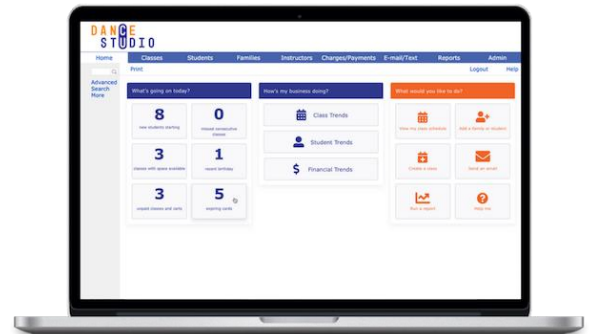 DANCE
STUDIO
Home Classes Students Families Instructors Charges/Payments E-mail/Text Reports Admin
Print Logout Help
Advanced
Search
More
What's going on today?
How's my business doing?
What would you like to do?
8
new students starting
0
missed consecutive
classes
3
classes with space available
1
recent birthday
3
unpaid classes and cards
5
expiring cards
Class Trends
Student Trends
$ Financial Trends
View my class schedule
Add a family or student
Create a class
Send an email
Run a report
Help me